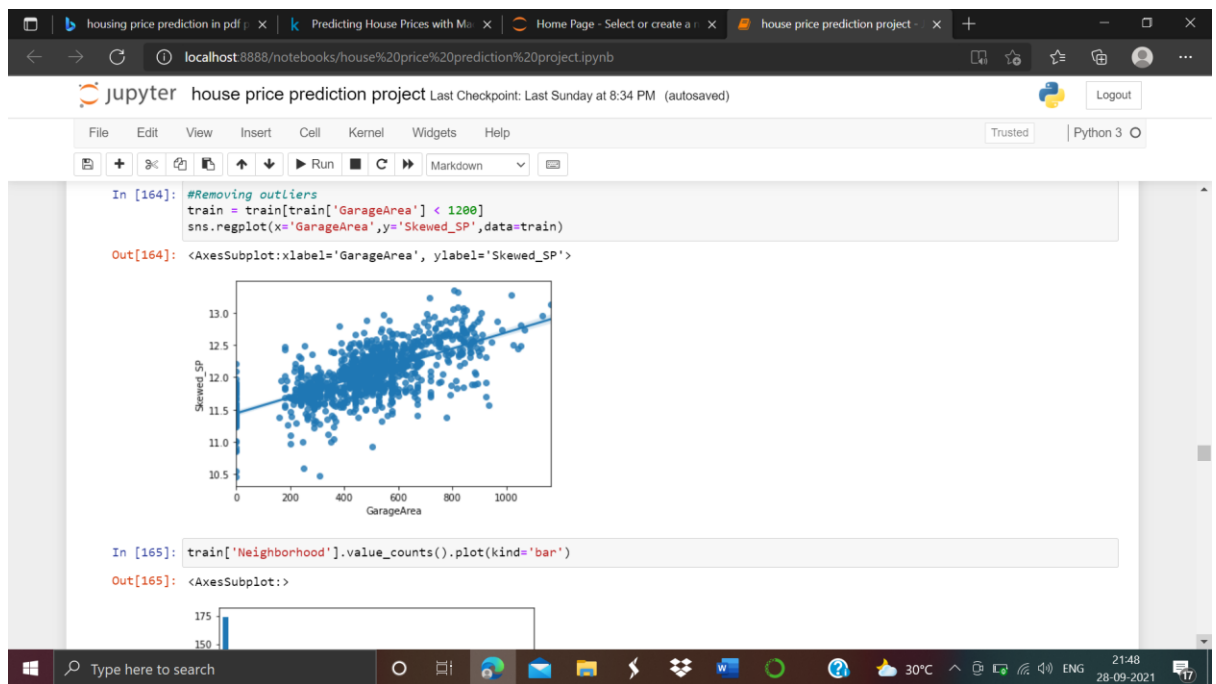 housing price prediction in pdf p
Predicting House Prices with Ma
Home Page - Select or create a n
house price prediction project -
localhost:8888/notebooks/house%20price%20prediction%20project.ipynb
jupyter house price prediction project Last Checkpoint: Last Sunday at 8:34 PM (autosaved)
Logout
File Edit View Insert Cell Kernel Widgets Help
Trusted
Python 3
Run
Markdown
In [164]: #Removing outliers
train = train[train['GarageArea'] < 1200]
sns.regplot(x='GarageArea',y='Skewed_SP',data=train)
Out[164]: <AxesSubplot:xlabel='GarageArea', ylabel='Skewed_SP'>
13.0
12.5
12.0
11.5
11.0
10.5
Skewed_SP
0 200 400 600 800 1000
GarageArea
In [165]: train['Neighborhood'].value_counts().plot(kind='bar')
Out[165]: <AxesSubplot:>
175
150
Type here to search
30°C
ENG
21:48
28-09-2021
17